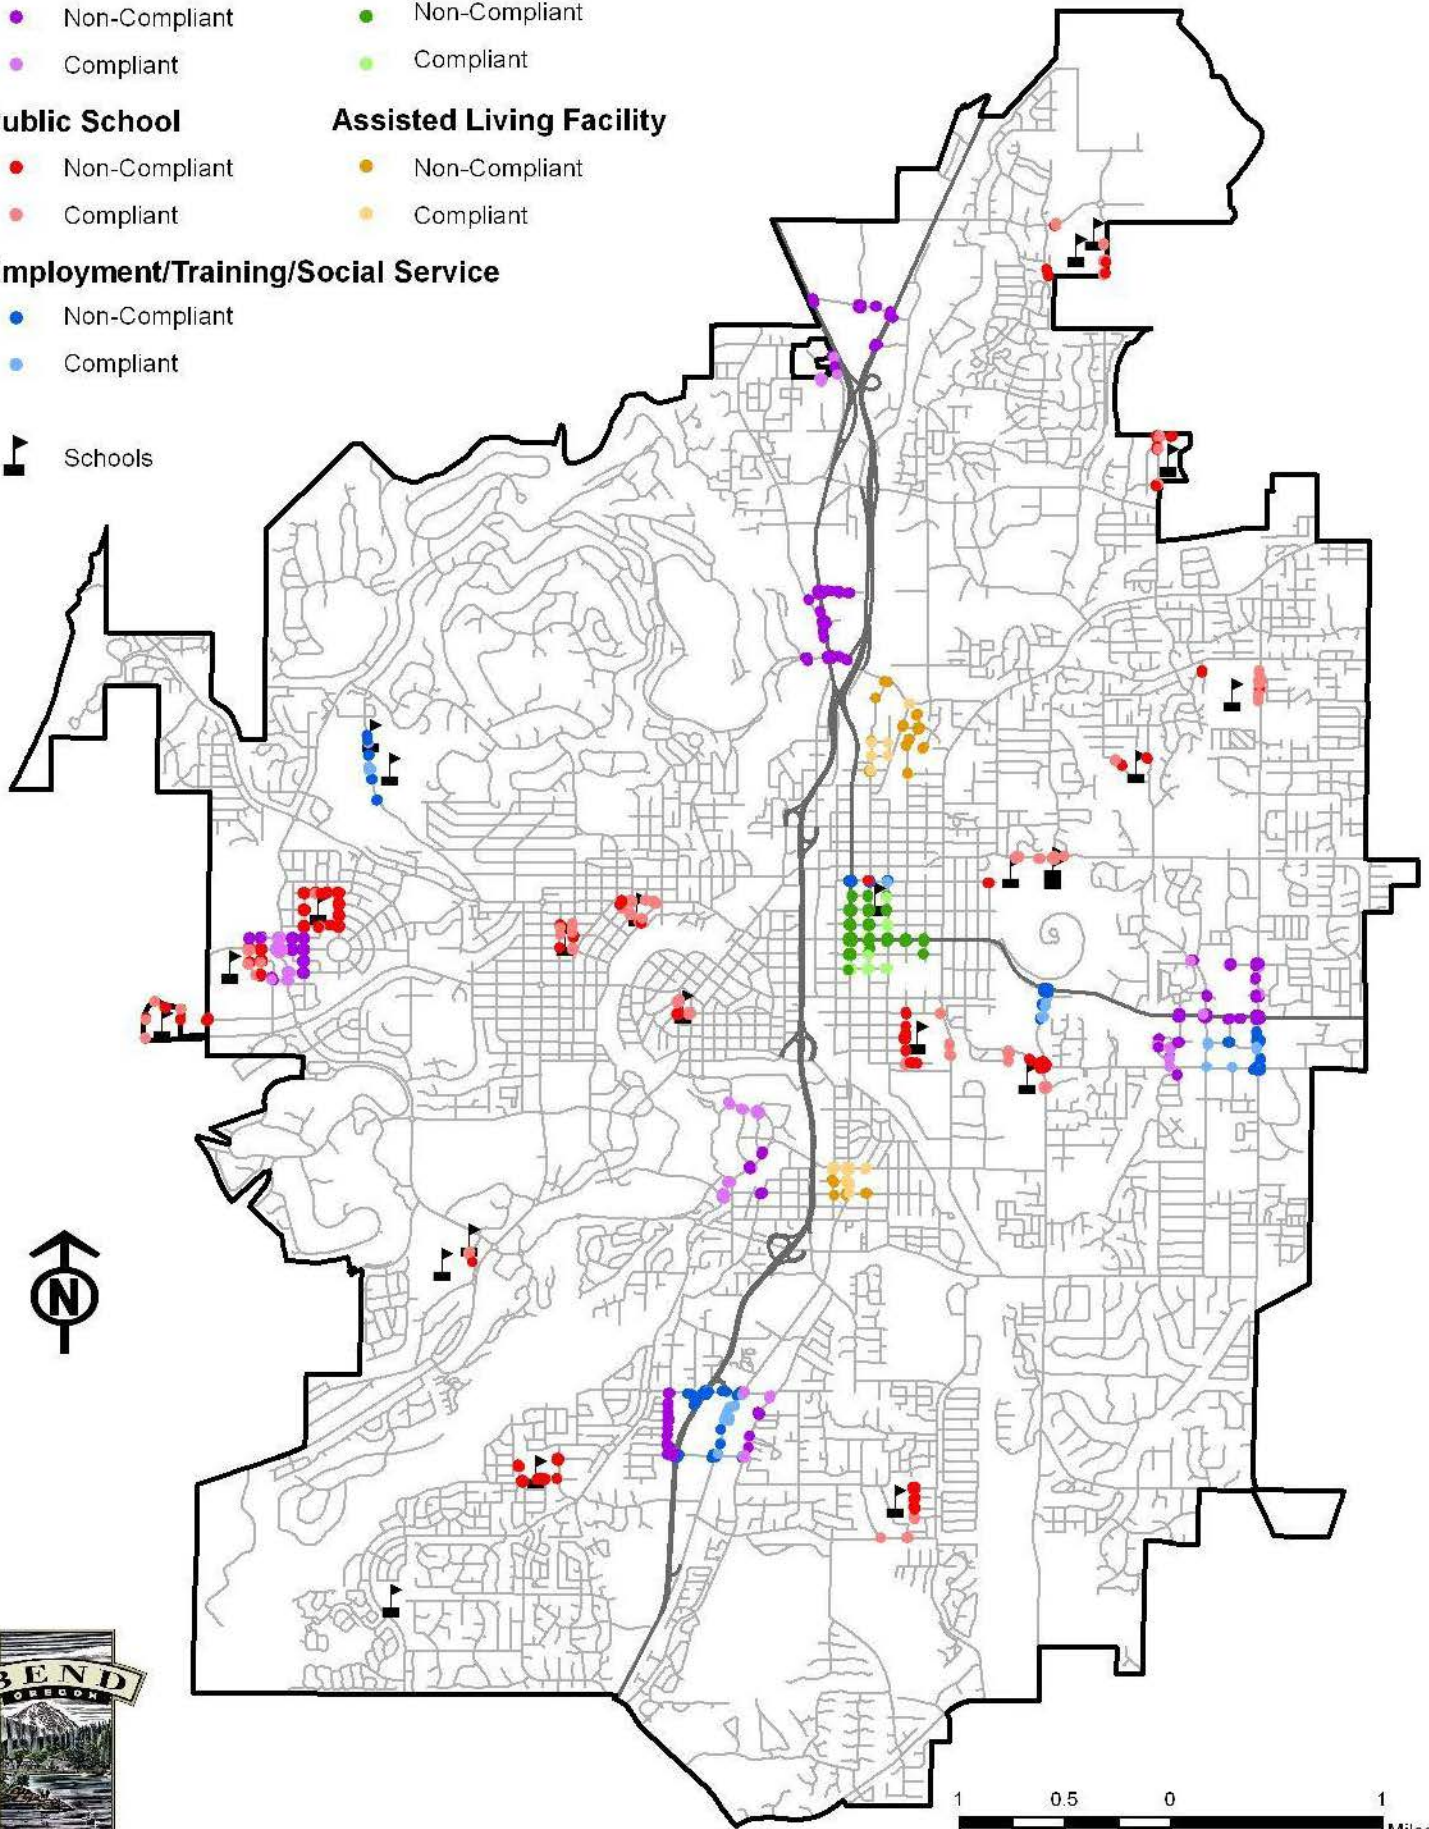 Non-Compliant Non-Compliant
Compliant Compliant
ublic School Assisted Living Facility
Non-Compliant Non-Compliant
Compliant Compliant
mployment/Training/Social Service
Non-Compliant
Compliant
Schools
N
BEND
OREGON
1 0.5 0 1
Miles